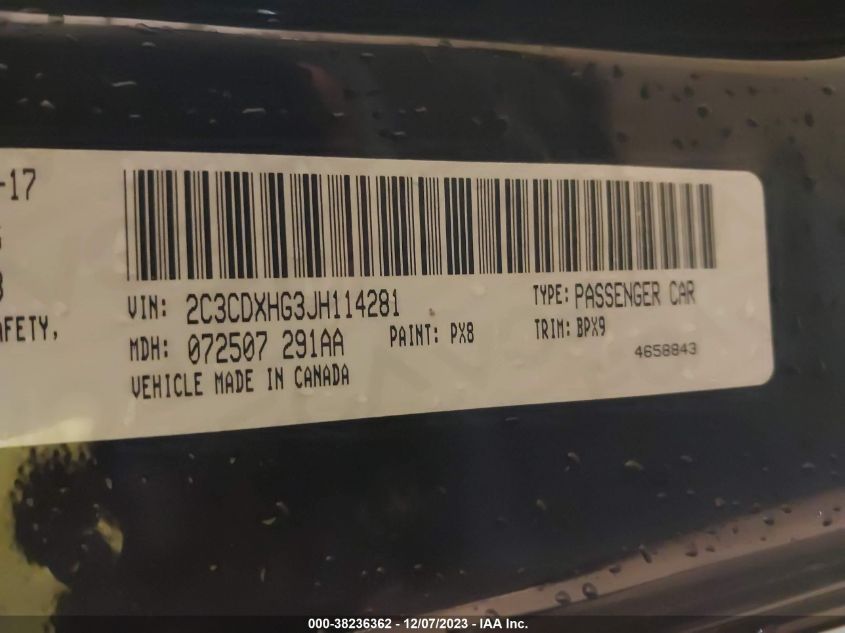 -17
VIN: 2C3CDXHG3JH114281 TYPE: PASSENGER CAR
AFETY, MDH: 072507 291AA PAINT: PX8 TRIM: BPX9
4658843
VEHICLE MADE IN CANADA
000-38236362 - 12/07/2023 - IAA Inc.